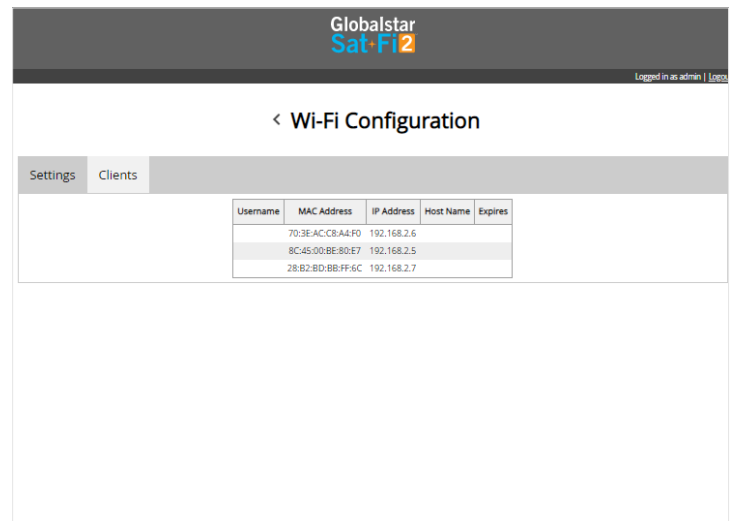 Globalstar
Sat-Fi2
Logged in as admin | Logou
< Wi-Fi Configuration
Settings Clients
Username MAC Address IP Address Host Name Expires
70:3E:AC:C8:A4:F0 192.168.2.6
8C:45:00:BE:80:E7 192.168.2.5
28:B2:BD:BB:FF:6C 192.168.2.7